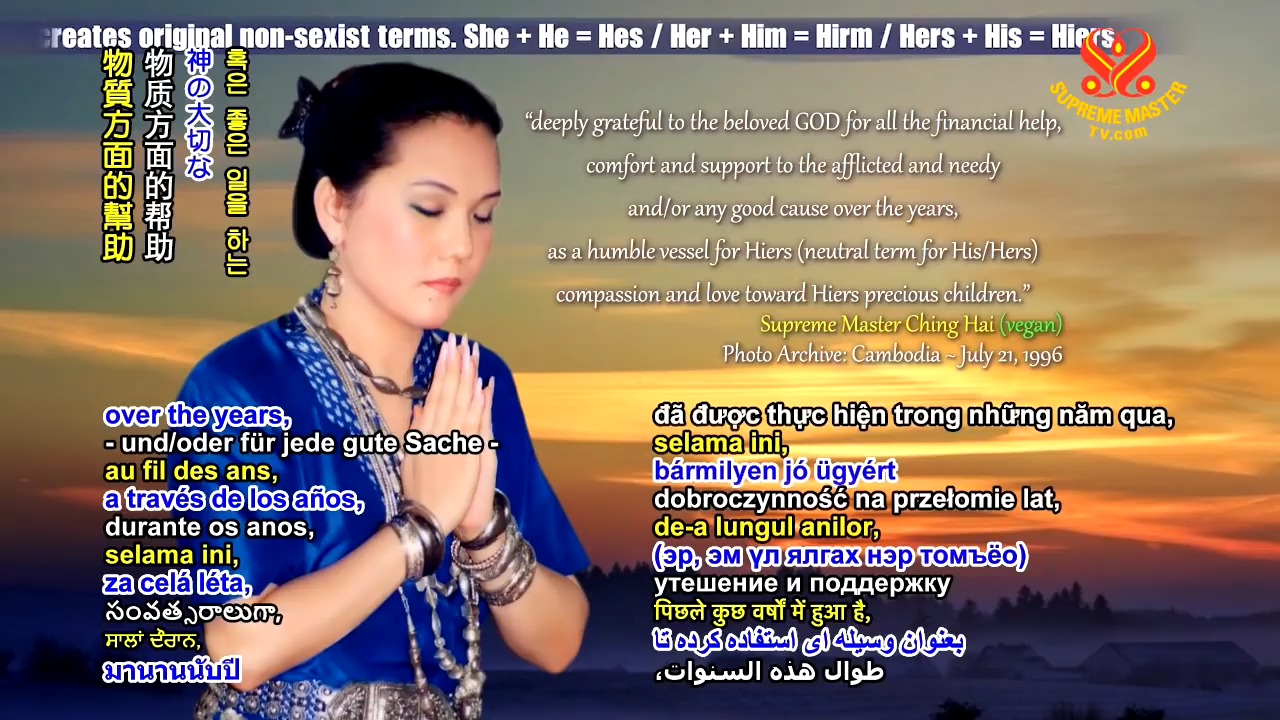 creates original non-sexist terms. She + He = Hes / Her + Him = Hirm / Hers + His = Hiers
SUPREME MASTER
TV.com
物質方面的幫助
物质方面的帮助
神の大切な
혹은 좋은 일을 하는
“deeply grateful to the beloved GOD for all the financial help,
comfort and support to the afflicted and needy
and/or any good cause over the years,
as a humble vessel for Hiers (neutral term for His/Hers)
compassion and love toward Hiers precious children.”
Supreme Master Ching Hai (vegan)
Photo Archive: Cambodia ~ July 21, 1996
over the years,
- und/oder für jede gute Sache -
au fil des ans,
a través de los años,
durante os anos,
selama ini,
za celá léta,
సంవత్సరాలుగా,
ਸਾਲਾਂ ਦੌਰਾਨ,
มานานนับปี
đã được thực hiện trong những năm qua,
selama ini,
bármilyen jó ügyért
dobroczynność na przełomie lat,
de-a lungul anilor,
(эр, эм үл ялгах нэр томъёо)
утешение и поддержку
पिछले कुछ वर्षों में हुआ है,
بعنوان وسیله ای استفاده کرده تا
طوال هذه السنوات،